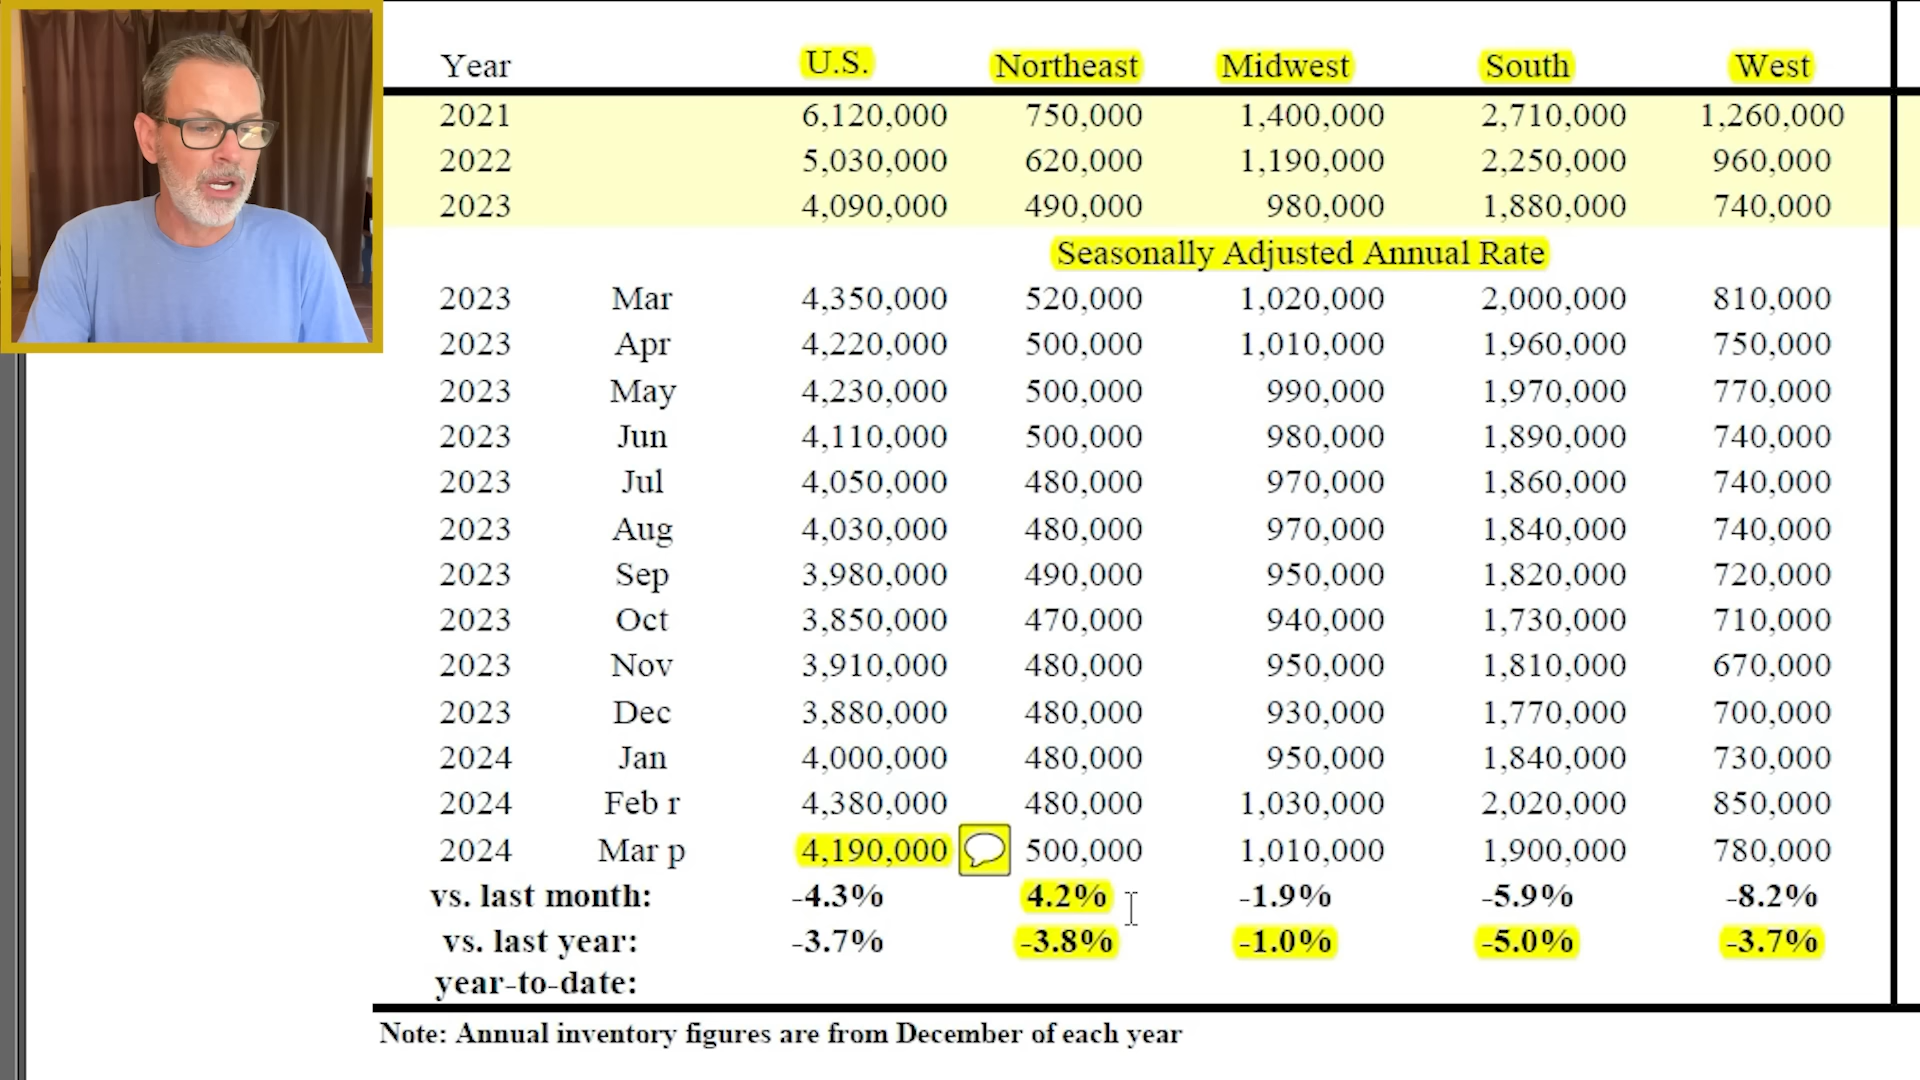 Year U.S. Northeast Midwest South West
2021 6,120,000 750,000 1,400,000 2,710,000 1,260,000
2022 5,030,000 620,000 1,190,000 2,250,000 960,000
2023 4,090,000 490,000 980,000 1,880,000 740,000
Seasonally Adjusted Annual Rate
2023 Mar 4,350,000 520,000 1,020,000 2,000,000 810,000
2023 Apr 4,220,000 500,000 1,010,000 1,960,000 750,000
2023 May 4,230,000 500,000 990,000 1,970,000 770,000
2023 Jun 4,110,000 500,000 980,000 1,890,000 740,000
2023 Jul 4,050,000 480,000 970,000 1,860,000 740,000
2023 Aug 4,030,000 480,000 970,000 1,840,000 740,000
2023 Sep 3,980,000 490,000 950,000 1,820,000 720,000
2023 Oct 3,850,000 470,000 940,000 1,730,000 710,000
2023 Nov 3,910,000 480,000 950,000 1,810,000 670,000
2023 Dec 3,880,000 480,000 930,000 1,770,000 700,000
2024 Jan 4,000,000 480,000 950,000 1,840,000 730,000
2024 Feb r 4,380,000 480,000 1,030,000 2,020,000 850,000
2024 Mar p 4,190,000 500,000 1,010,000 1,900,000 780,000
vs. last month: -4.3% 4.2% -1.9% -5.9% -8.2%
vs. last year: -3.7% -3.8% -1.0% -5.0% -3.7%
year-to-date:
Note: Annual inventory figures are from December of each year